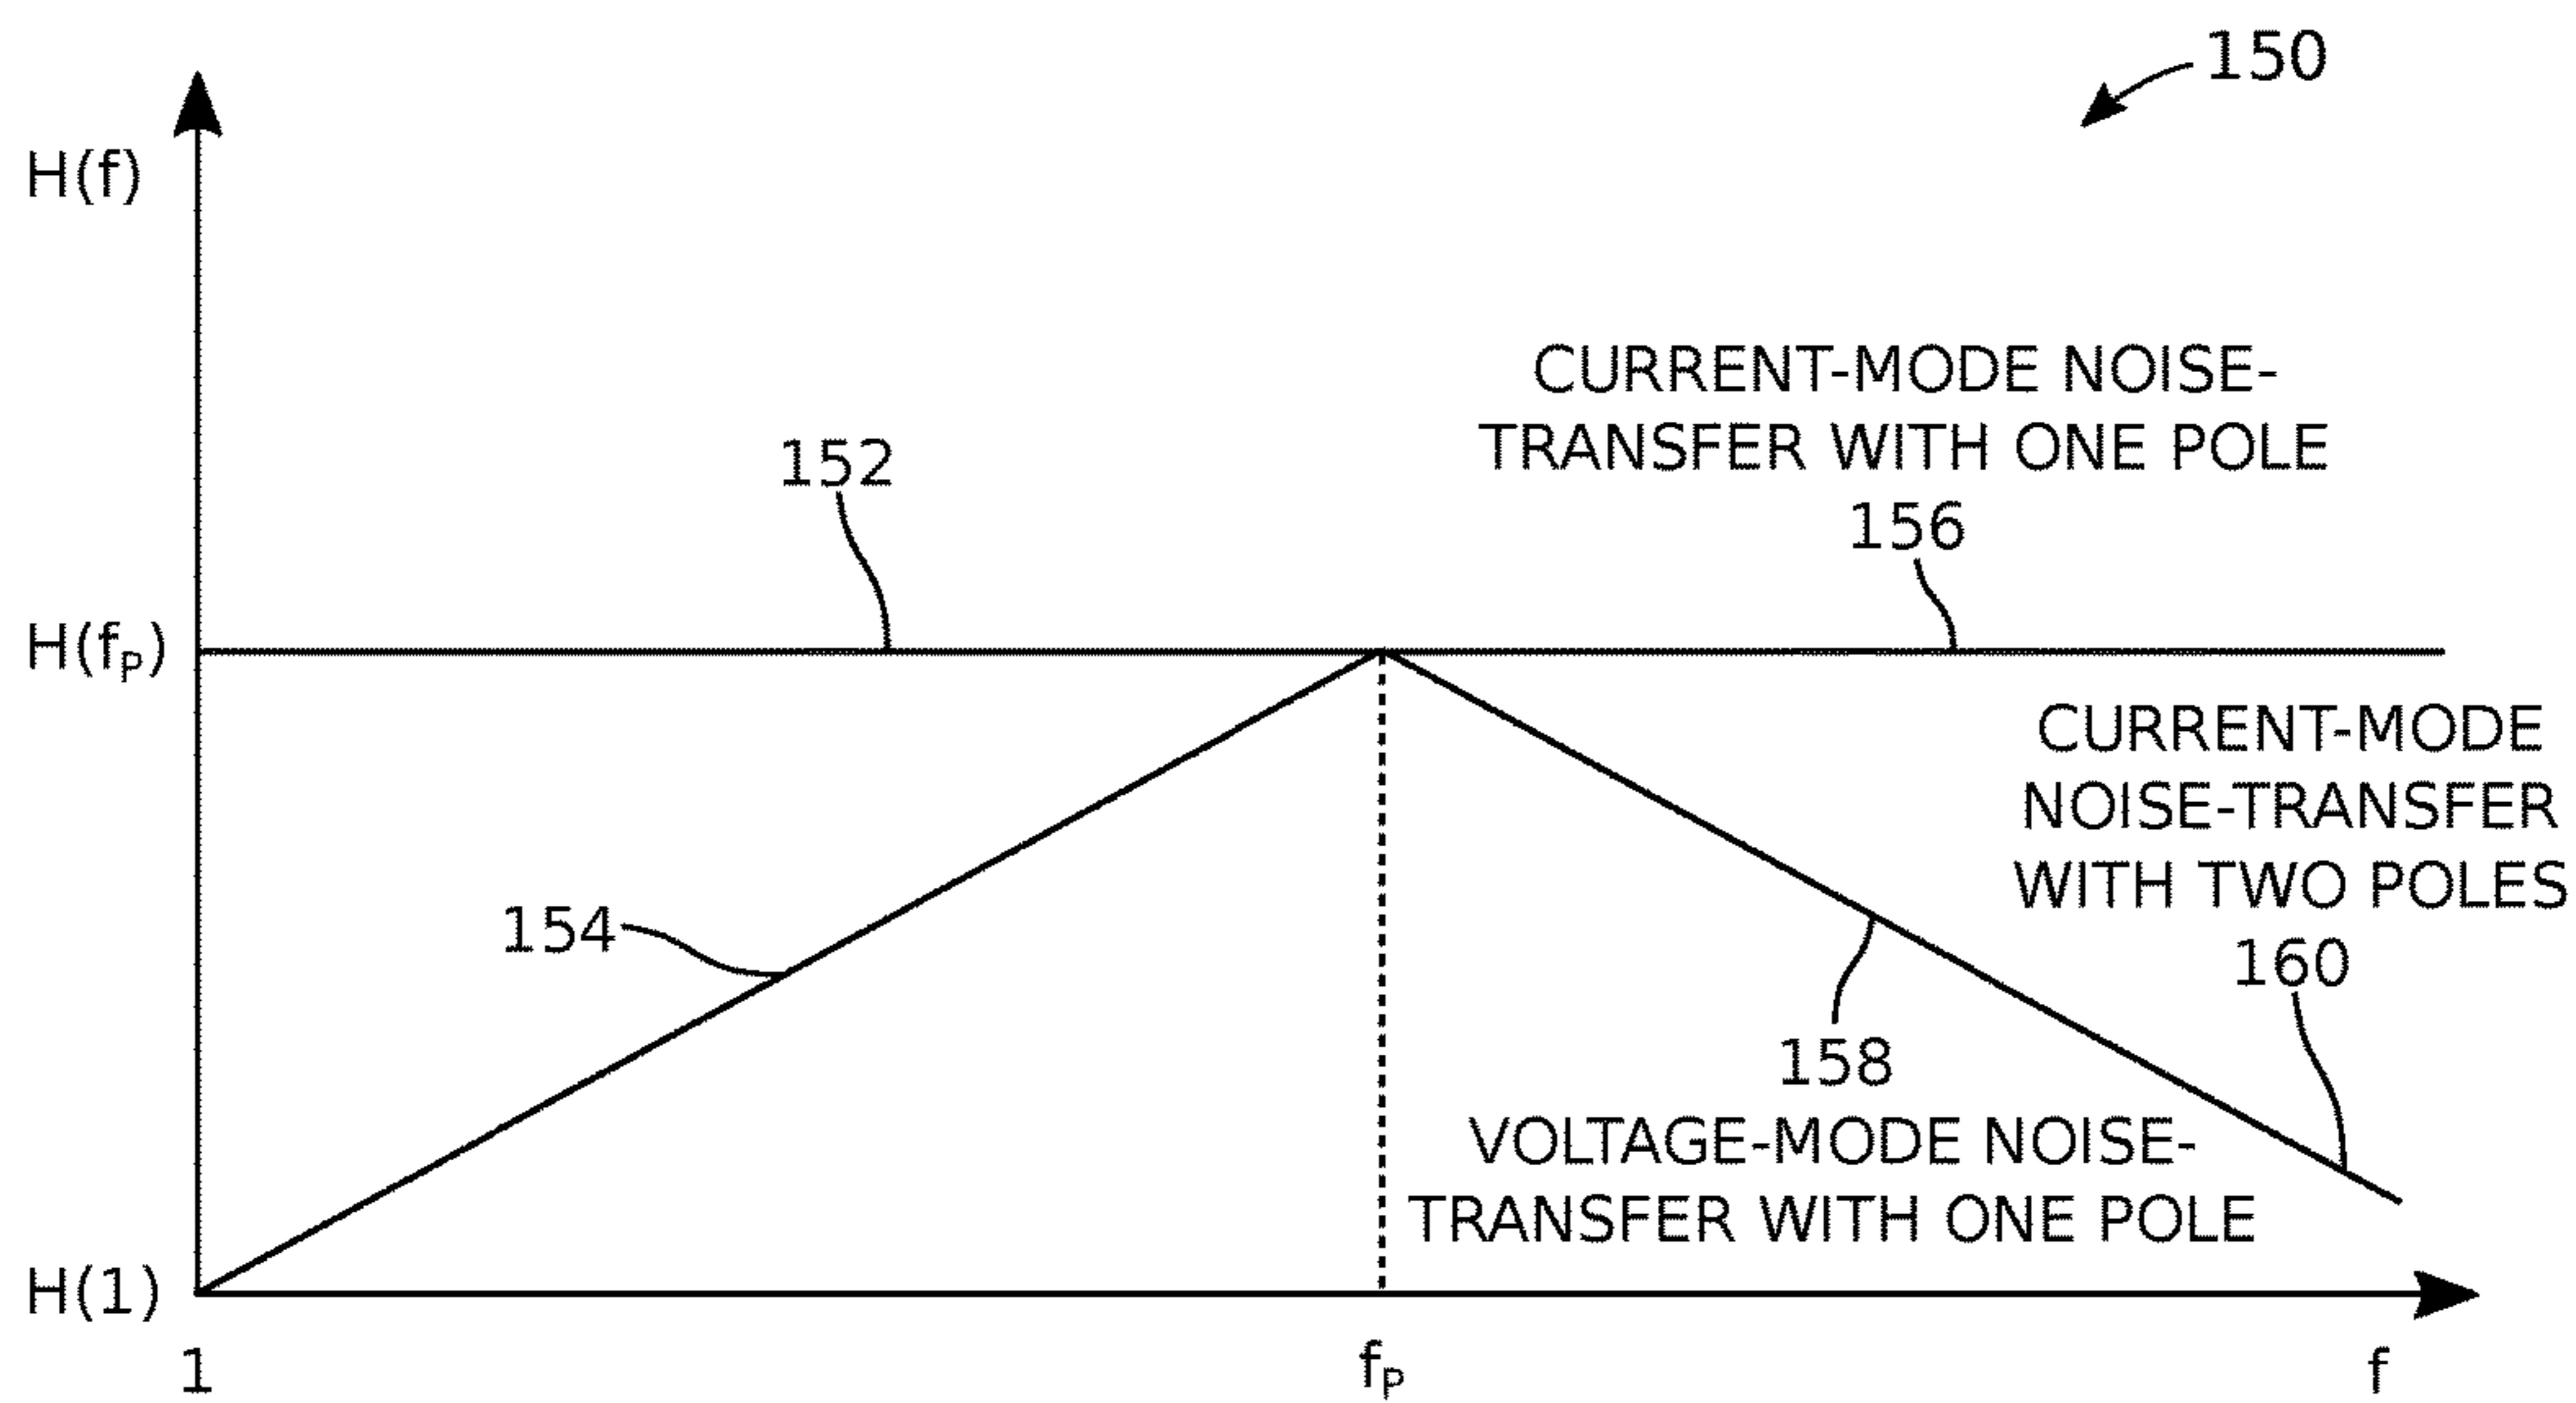 150
H(f)
CURRENT-MODE NOISE-
TRANSFER WITH ONE POLE
152
156
H(fP)
CURRENT-MODE
NOISE-TRANSFER
WITH TWO POLES
154
160
158
VOLTAGE-MODE NOISE-
TRANSFER WITH ONE POLE
H(1)
1
fP
f